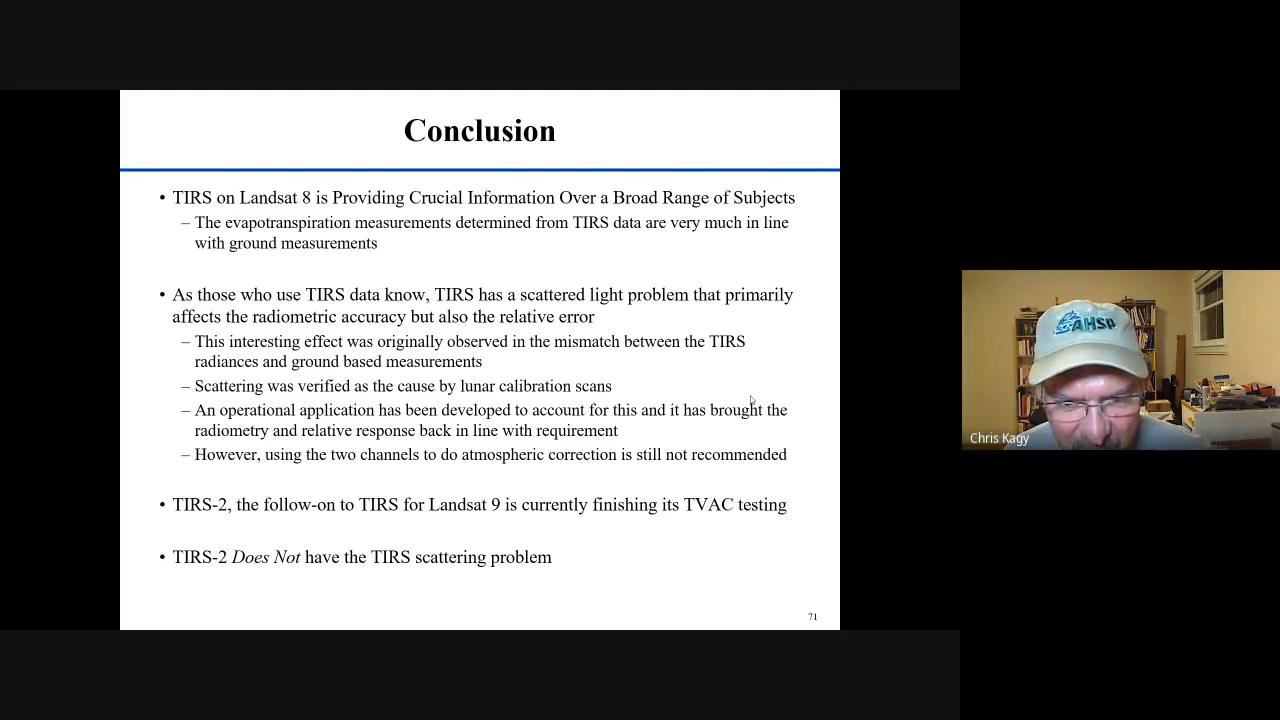 Conclusion
• TIRS on Landsat 8 is Providing Crucial Information Over a Broad Range of Subjects
– The evapotranspiration measurements determined from TIRS data are very much in line
with ground measurements
• As those who use TIRS data know, TIRS has a scattered light problem that primarily
affects the radiometric accuracy but also the relative error
– This interesting effect was originally observed in the mismatch between the TIRS
radiances and ground based measurements
– Scattering was verified as the cause by lunar calibration scans
– An operational application has been developed to account for this and it has brought the
radiometry and relative response back in line with requirement
– However, using the two channels to do atmospheric correction is still not recommended
• TIRS-2, the follow-on to TIRS for Landsat 9 is currently finishing its TVAC testing
• TIRS-2 Does Not have the TIRS scattering problem
71
AHSP
Chris Kagy